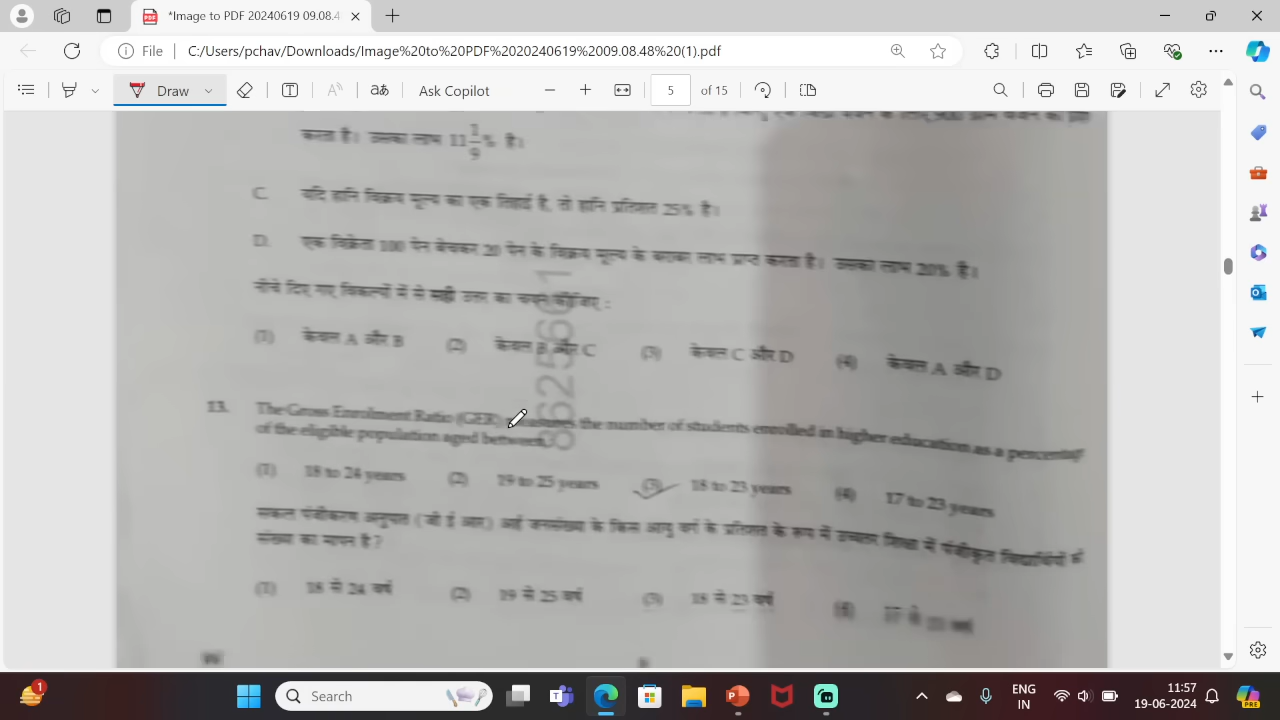 *Image to PDF 20240619 09.08.4
File
C:/Users/pchav/Downloads/Image%20to%20PDF%2020240619%2009.08.48%20(1).pdf
Draw
Ask Copilot
5 of 15
करता है। उसका लाभ 11 1/9 % है।
C. यदि हानि विक्रय मूल्य का एक तिहाई है, तो हानि प्रतिशत 25% है।
D. एक विक्रेता 100 पेन बेचकर 20 पेन के विक्रय मूल्य के बराबर लाभ प्राप्त करता है। उसका लाभ 20% है।
नीचे दिए गए विकल्पों में से सही उत्तर का चयन कीजिए :
(1) केवल A और B (2) केवल B और C (3) केवल C और D (4) केवल A और D
13. The Gross Enrolment Ratio (GER) measures the number of students enrolled in higher education as a percentage
of the eligible population aged between
(1) 18 to 24 years (2) 19 to 25 years (3) 18 to 23 years (4) 17 to 23 years
सकल पंजीकरण अनुपात (जी ई आर) अर्ह जनसंख्या के किस आयु वर्ग के प्रतिशत के रूप में उच्चतर शिक्षा में पंजीकृत विद्यार्थियों की
संख्या का मापन है?
(1) 18 से 24 वर्ष (2) 19 से 25 वर्ष (3) 18 से 23 वर्ष (4) 17 से 23 वर्ष
Search
ENG
IN
11:57
19-06-2024